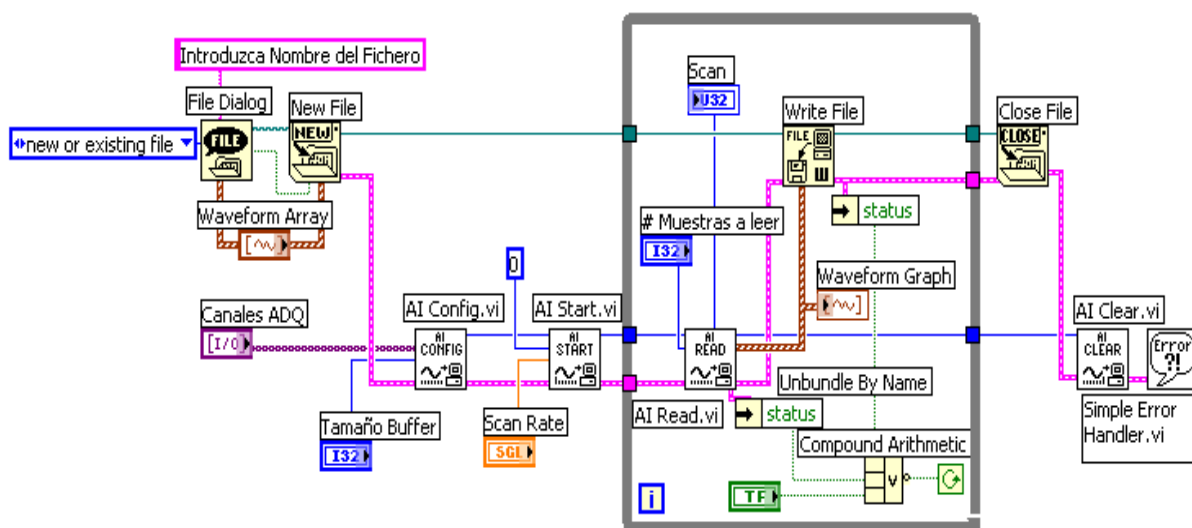 Introduzca Nombre del Fichero
File Dialog
New File
new or existing file
FILE
NEW
Waveform Array
Canales ADQ
[I/O]
AI Config.vi
AI
CONFIG
Tamaño Buffer
I32
0
AI Start.vi
AI
START
Scan Rate
SGL
Scan
U32
# Muestras a leer
I32
AI
READ
AI Read.vi
Write File
FILE
status
Waveform Graph
Unbundle By Name
status
Compound Arithmetic
V
TF
i
Close File
CLOSE
AI Clear.vi
AI
CLEAR
Error
?!
Simple Error
Handler.vi